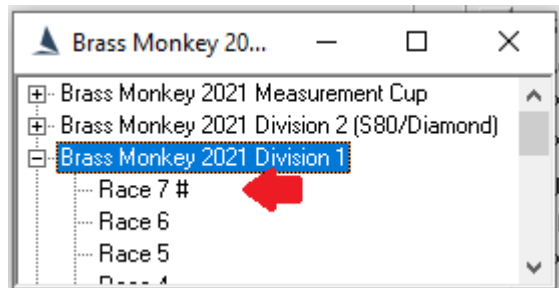 Brass Monkey 20...
Brass Monkey 2021 Measurement Cup
Brass Monkey 2021 Division 2 (S80/Diamond)
Brass Monkey 2021 Division 1
Race 7 #
Race 6
Race 5